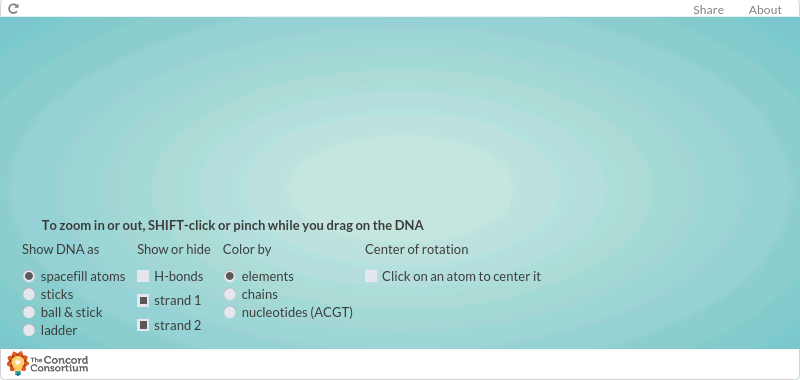 Share About
To zoom in or out, SHIFT-click or pinch while you drag on the DNA
Show DNA as Show or hide Color by Center of rotation
spacefill atoms H-bonds elements Click on an atom to center it
sticks strand 1 chains
ball & stick nucleotides (ACGT)
ladder strand 2
The Concord
Consortium